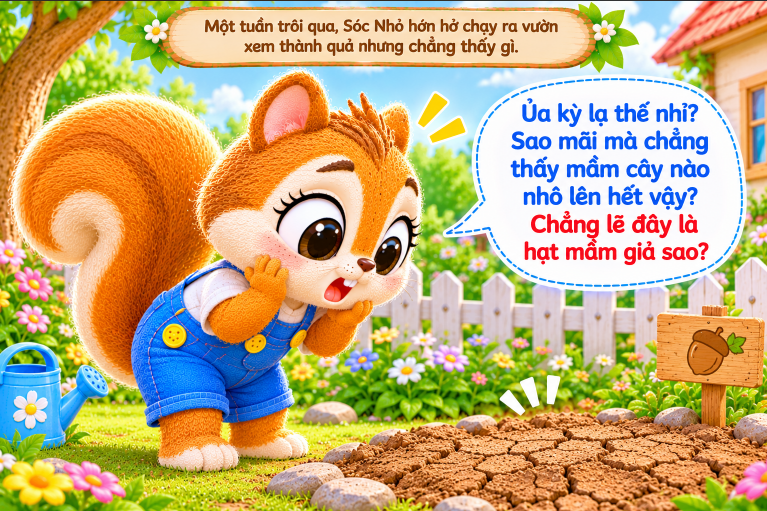 Một tuần trôi qua, Sóc Nhỏ hớn hở chạy ra vườn
xem thành quả nhưng chẳng thấy gì.
Ủa kỳ lạ thế nhỉ?
Sao mãi mà chẳng
thấy mầm cây nào
nhô lên hết vậy?
Chẳng lẽ đây là
hạt mầm giả sao?